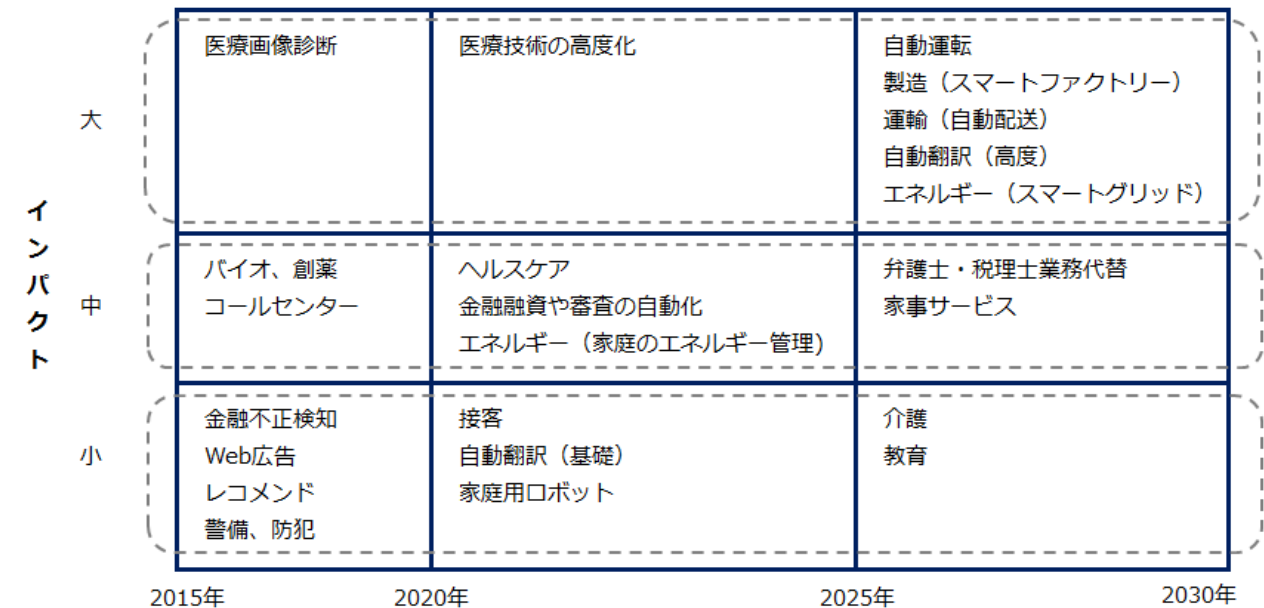 インパクト
大
医療画像診断
医療技術の高度化
自動運転
製造（スマートファクトリー）
運輸（自動配送）
自動翻訳（高度）
エネルギー（スマートグリッド）
中
バイオ、創薬
コールセンター
ヘルスケア
金融融資や審査の自動化
エネルギー（家庭のエネルギー管理)
弁護士・税理士業務代替
家事サービス
小
金融不正検知
Web広告
レコメンド
警備、防犯
接客
自動翻訳（基礎）
家庭用ロボット
介護
教育
2015年
2020年
2025年
2030年